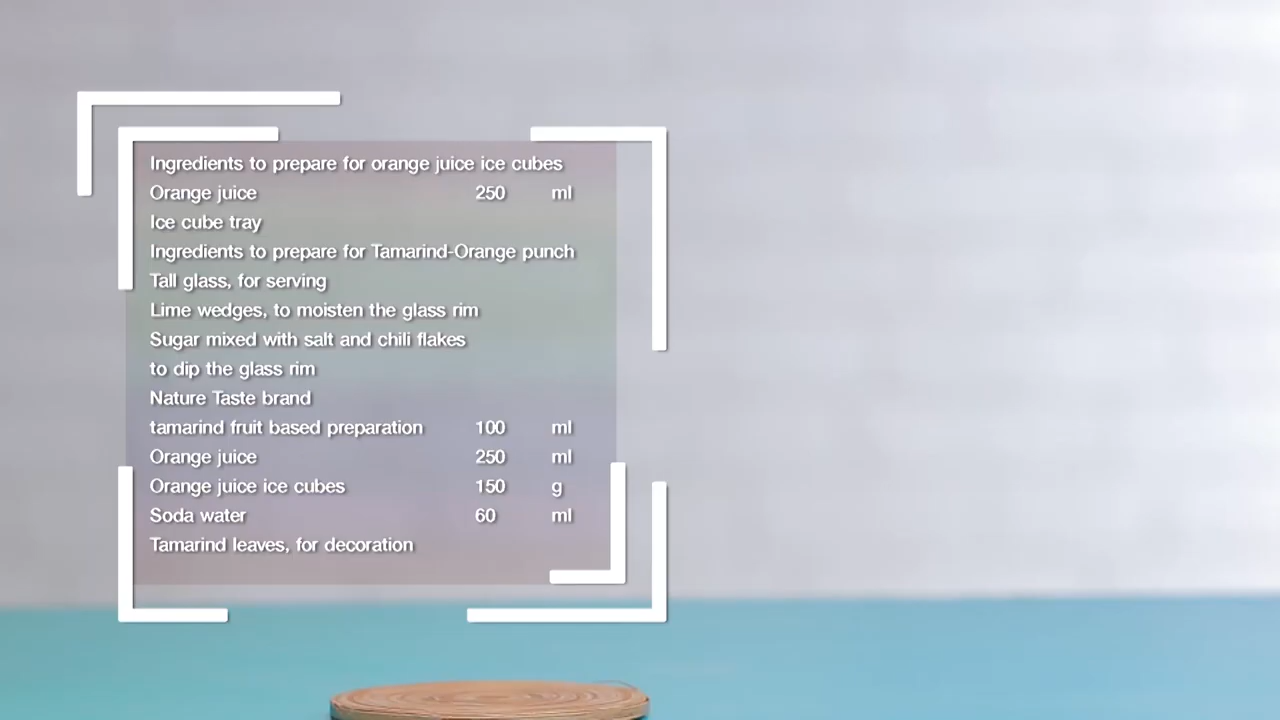 Ingredients to prepare for orange juice ice cubes
Orange juice 250 ml
Ice cube tray
Ingredients to prepare for Tamarind-Orange punch
Tall glass, for serving
Lime wedges, to moisten the glass rim
Sugar mixed with salt and chili flakes
to dip the glass rim
Nature Taste brand
tamarind fruit based preparation 100 ml
Orange juice 250 ml
Orange juice ice cubes 150 g
Soda water 60 ml
Tamarind leaves, for decoration